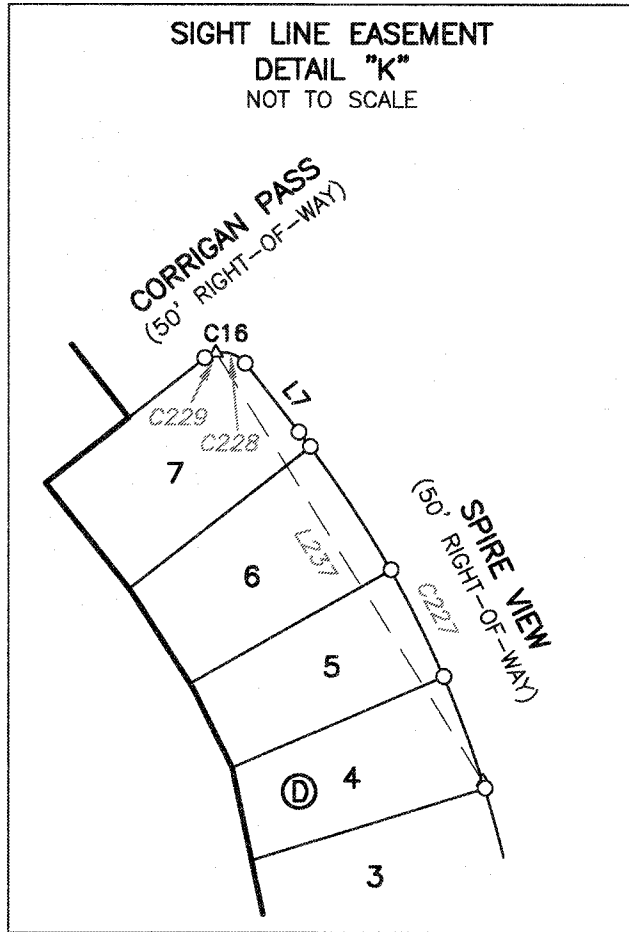 SIGHT LINE EASEMENT
DETAIL "K"
NOT TO SCALE
CORRIGAN PASS
(50' RIGHT-OF-WAY)
C16
C229
C228
L7
7
6
L237
SPIRE VIEW
(50' RIGHT-OF-WAY)
C227
5
D
4
3